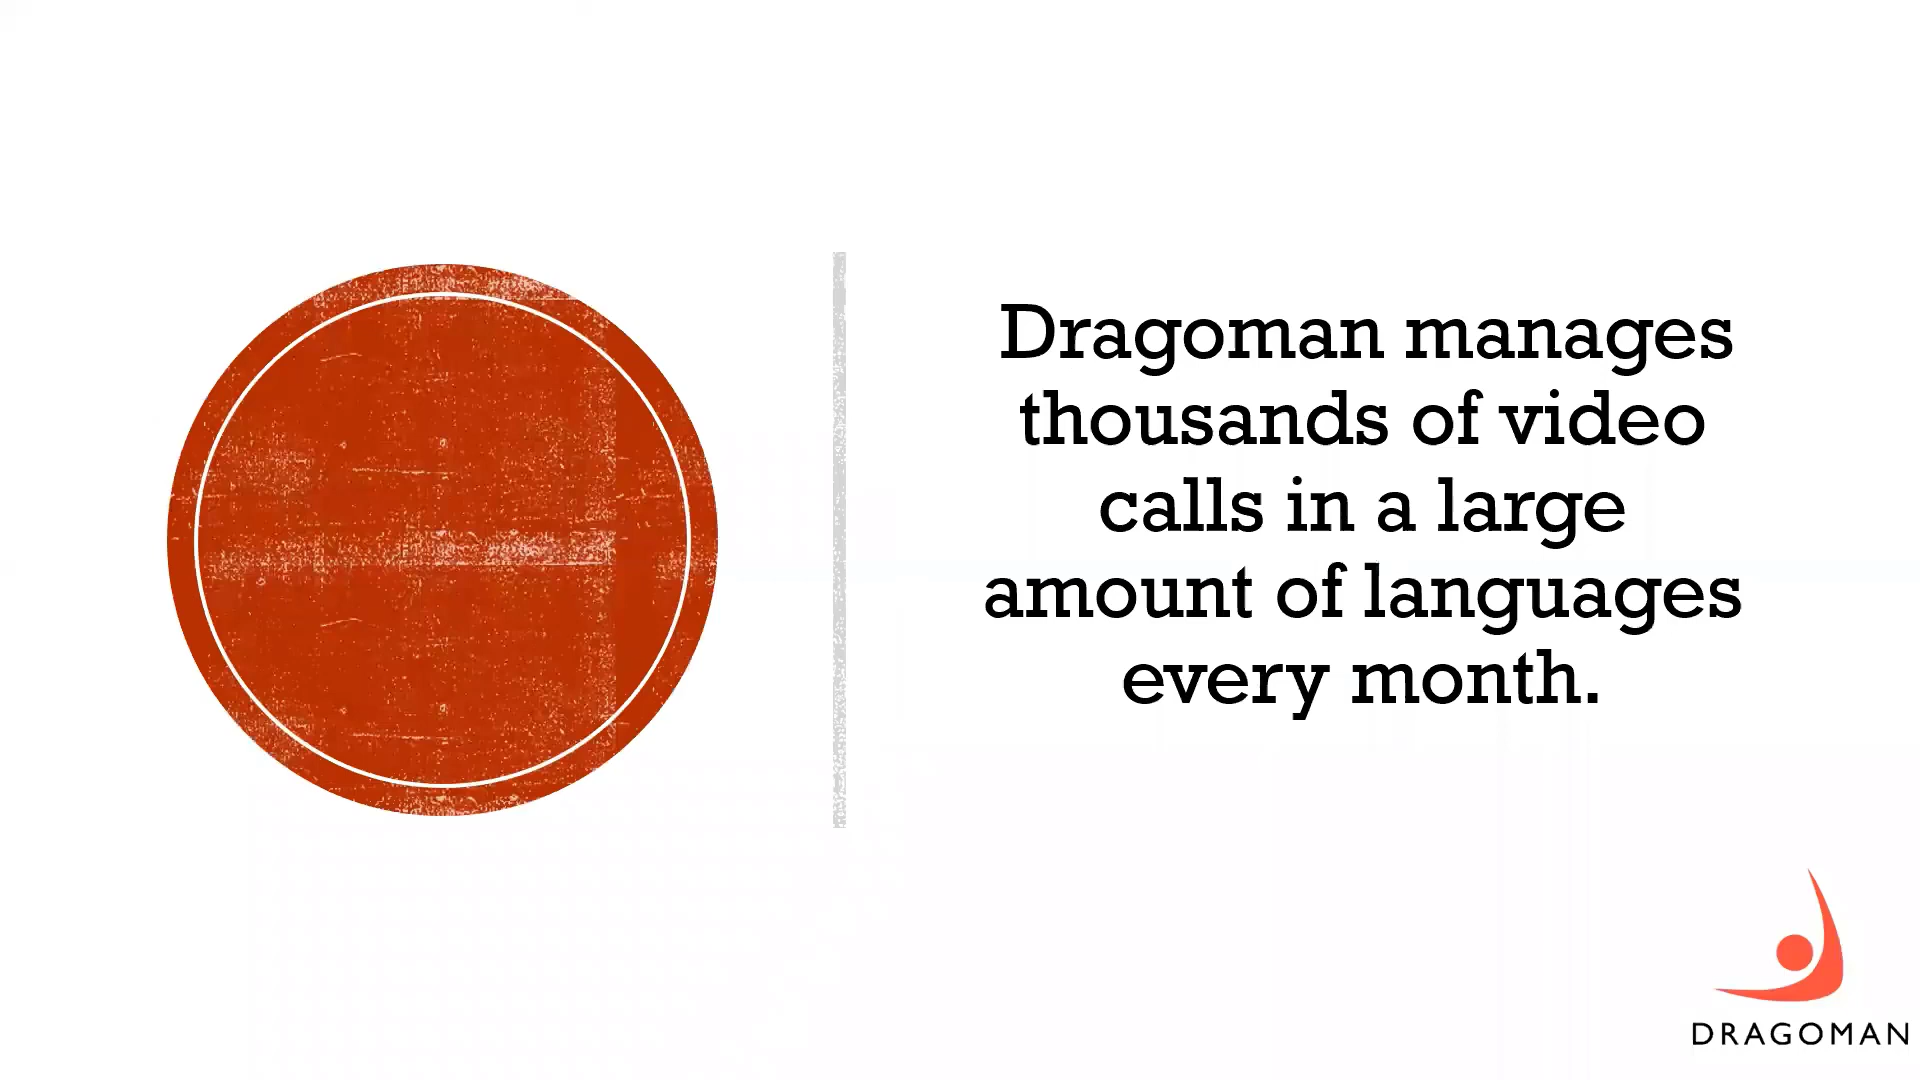 Dragoman manages
thousands of video
calls in a large
amount of languages
every month.
DRAGOMAN